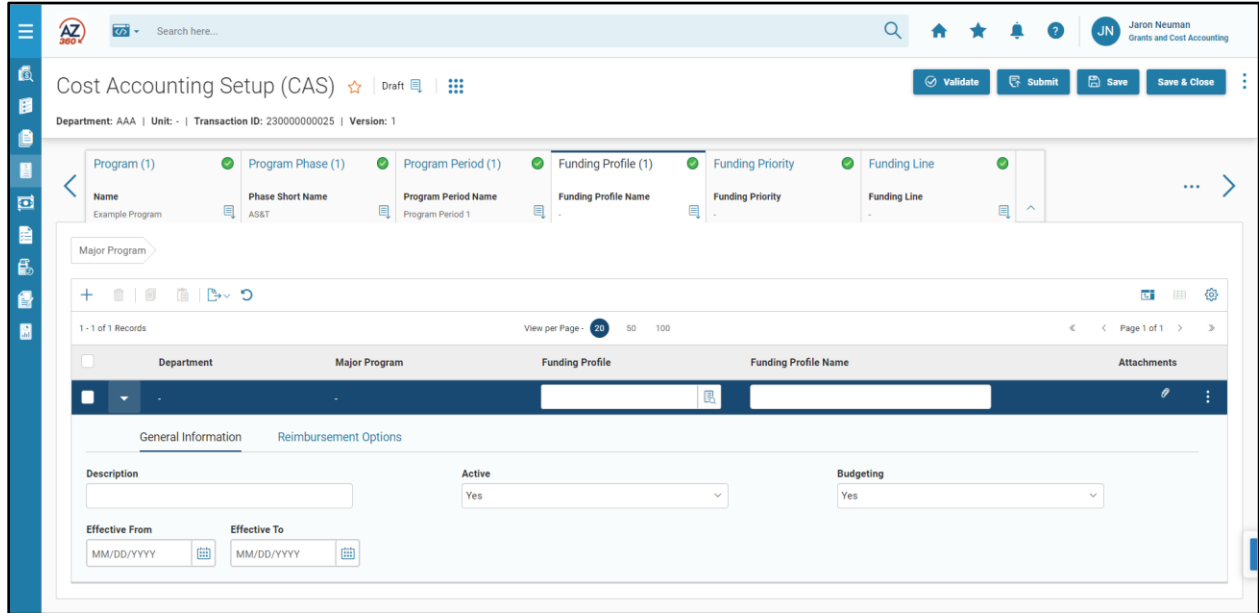 AZ
360
Search here...
?
JN
Jaron Neuman
Grants and Cost Accounting
Cost Accounting Setup (CAS)
Draft
Validate
Submit
Save
Save & Close
Department: AAA | Unit: - | Transaction ID: 230000000025 | Version: 1
Program (1)
Program Phase (1)
Program Period (1)
Funding Profile (1)
Funding Priority
Funding Line
Name
Phase Short Name
Program Period Name
Funding Profile Name
Funding Priority
Funding Line
Example Program
AS&T
Program Period 1
-
-
-
Major Program
1 - 1 of 1 Records
View per Page - 20 50 100
Page 1 of 1
Department
Major Program
Funding Profile
Funding Profile Name
Attachments
-
-
General Information
Reimbursement Options
Description
Active
Budgeting
Yes
Yes
Effective From
Effective To
MM/DD/YYYY
MM/DD/YYYY